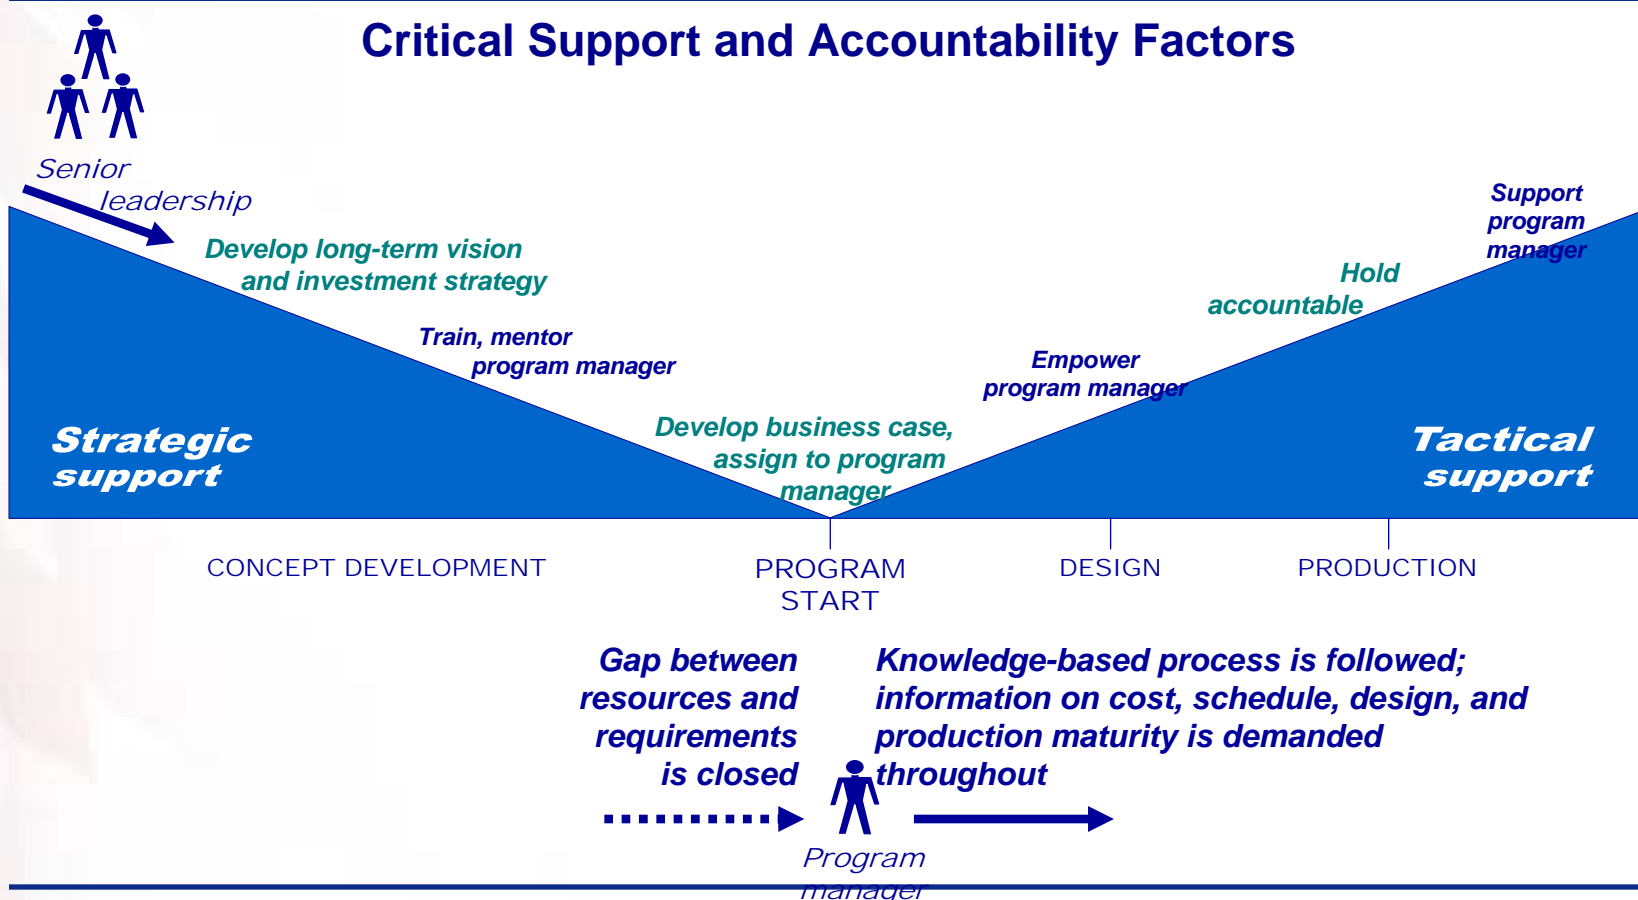 Critical Support and Accountability Factors
Senior
leadership
Develop long-term vision
and investment strategy
Train, mentor
program manager
Develop business case,
assign to program
manager
Empower
program manager
Hold
accountable
Support
program
manager
Strategic
support
Tactical
support
CONCEPT DEVELOPMENT
PROGRAM
START
DESIGN
PRODUCTION
Gap between
resources and
requirements
is closed
Knowledge-based process is followed;
information on cost, schedule, design, and
production maturity is demanded
throughout
Program
manager